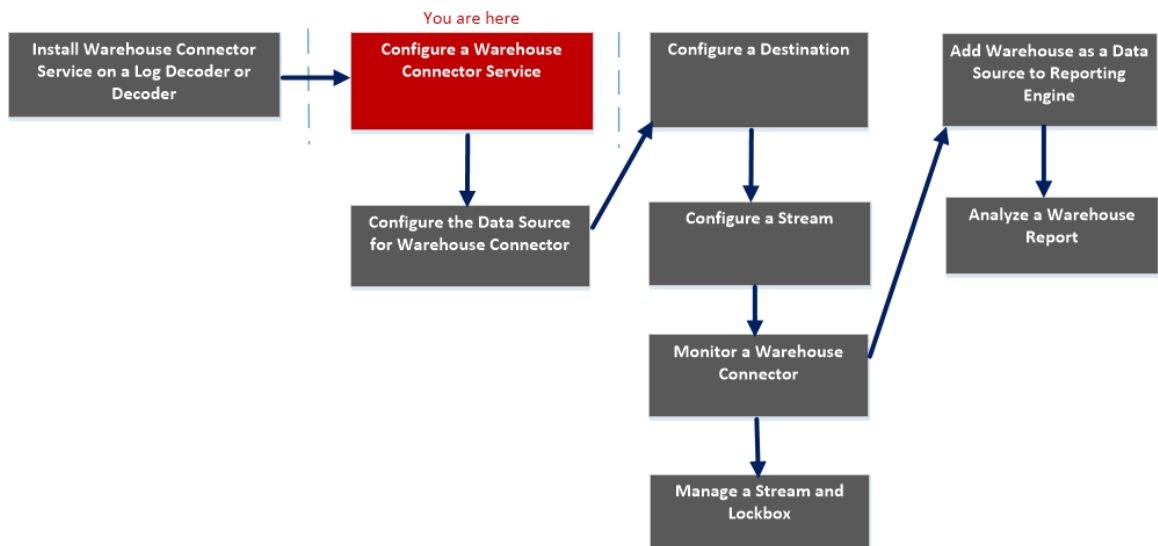 You are here
Install Warehouse Connector
Service on a Log Decoder or
Decoder
Configure a Warehouse
Connector Service
Configure the Data Source
for Warehouse Connector
Configure a Destination
Configure a Stream
Monitor a Warehouse
Connector
Manage a Stream and
Lockbox
Add Warehouse as a Data
Source to Reporting
Engine
Analyze a Warehouse
Report